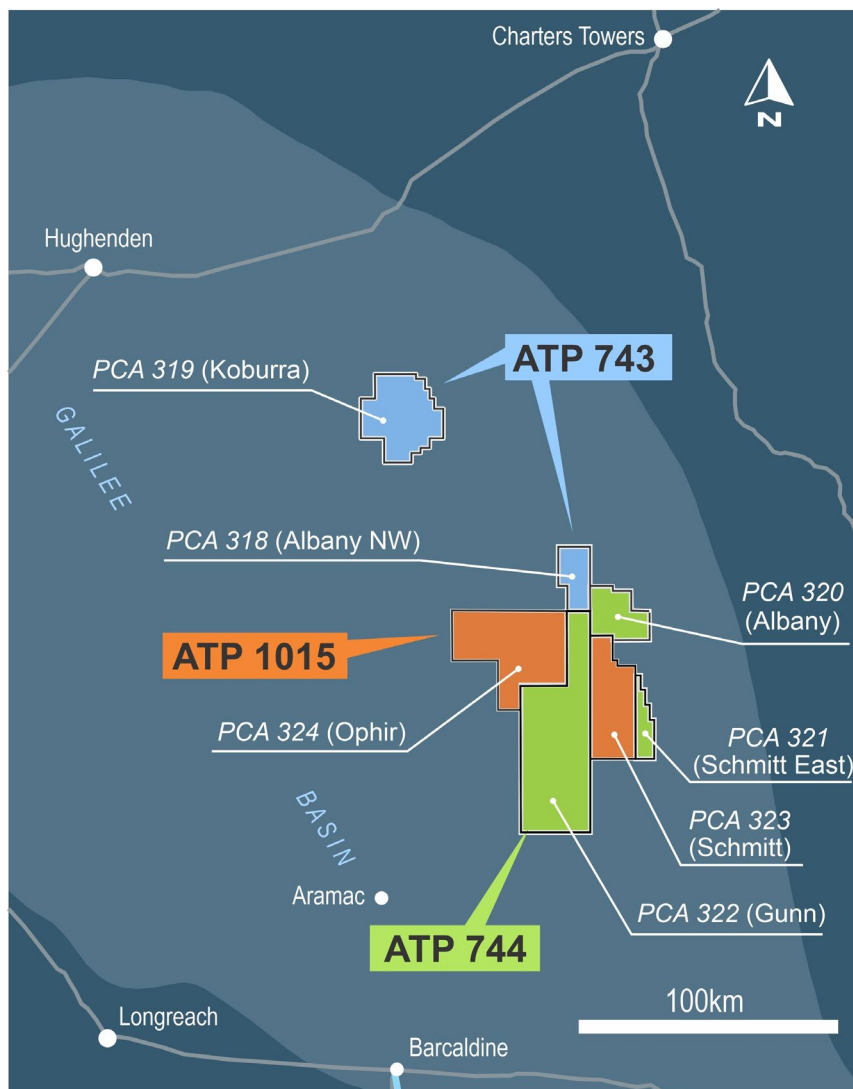 Charters Towers
N
Hughenden
ATP 743
PCA 319 (Koburra)
GALILEE
PCA 318 (Albany NW)
PCA 320
(Albany)
ATP 1015
PCA 324 (Ophir)
PCA 321
(Schmitt East)
BASIN
PCA 323
(Schmitt)
Aramac
PCA 322 (Gunn)
ATP 744
100km
Longreach
Barcaldine